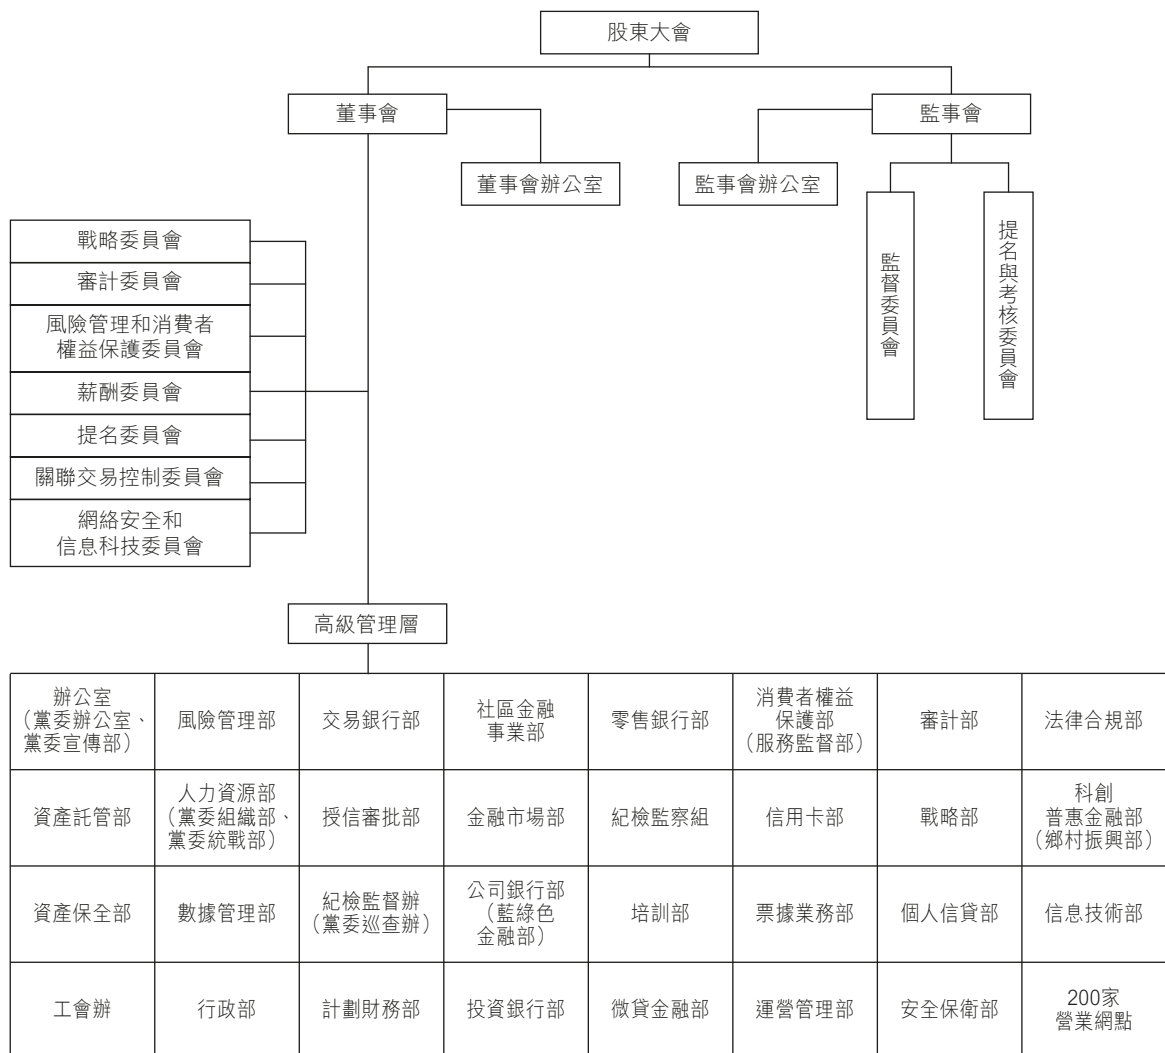 股東大會
董事會
監事會
董事會辦公室
監事會辦公室
監督委員會
提名與考核委員會
戰略委員會
審計委員會
風險管理和消費者
權益保護委員會
薪酬委員會
提名委員會
關聯交易控制委員會
網絡安全和
信息科技委員會
高級管理層
辦公室
（黨委辦公室、
黨委宣傳部）
風險管理部
交易銀行部
社區金融
事業部
零售銀行部
消費者權益
保護部
（服務監督部）
審計部
法律合規部
資產託管部
人力資源部
（黨委組織部、
黨委統戰部）
授信審批部
金融市場部
紀檢監察組
信用卡部
戰略部
科創
普惠金融部
（鄉村振興部）
資產保全部
數據管理部
紀檢監督辦
（黨委巡查辦）
公司銀行部
（藍綠色
金融部）
培訓部
票據業務部
個人信貸部
信息技術部
工會辦
行政部
計劃財務部
投資銀行部
微貸金融部
運營管理部
安全保衛部
200家
營業網點